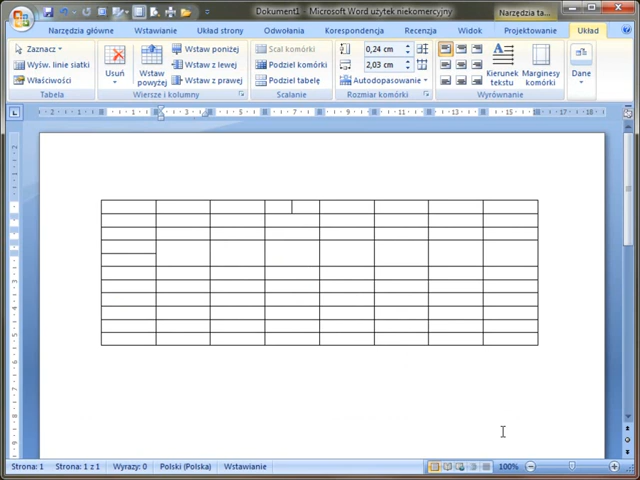 Dokument1 - Microsoft Word użytek niekomercyjny
Narzędzia ta...
Narzędzia główne Wstawianie Układ strony Odwołania Korespondencja Recenzja Widok Projektowanie Układ
Zaznacz
Wyśw. linie siatki
Właściwości
Tabela
Usuń
Wstaw powyżej
Wstaw poniżej
Wstaw z lewej
Wstaw z prawej
Wiersze i kolumny
Scal komórki
Podziel komórki
Podziel tabelę
Scalanie
0,24 cm
2,03 cm
Autodopasowanie
Rozmiar komórki
Kierunek tekstu
Marginesy komórki
Wyrównanie
Dane
Strona: 1 Strona: 1 z 1 Wyrazy: 0 Polski (Polska) Wstawianie 100%